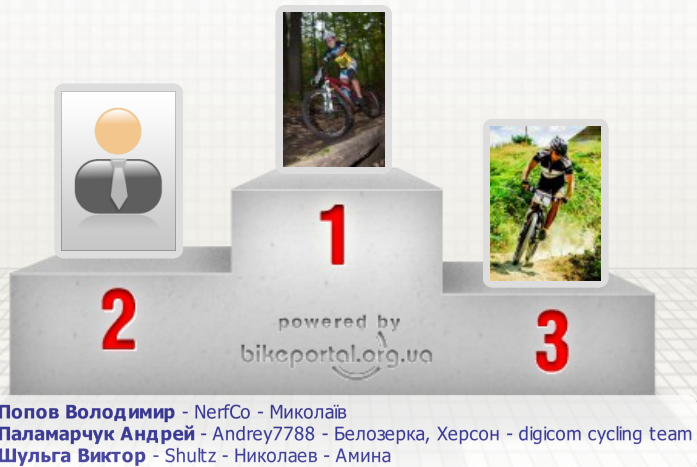 1
2
3
powered by
bikeportal.org.ua
Попов Володимир - NerfCo - Миколаїв
Паламарчук Андрей - Andrey7788 - Белозерка, Херсон - digicom cycling team
Шульга Виктор - Shultz - Николаев - Амина